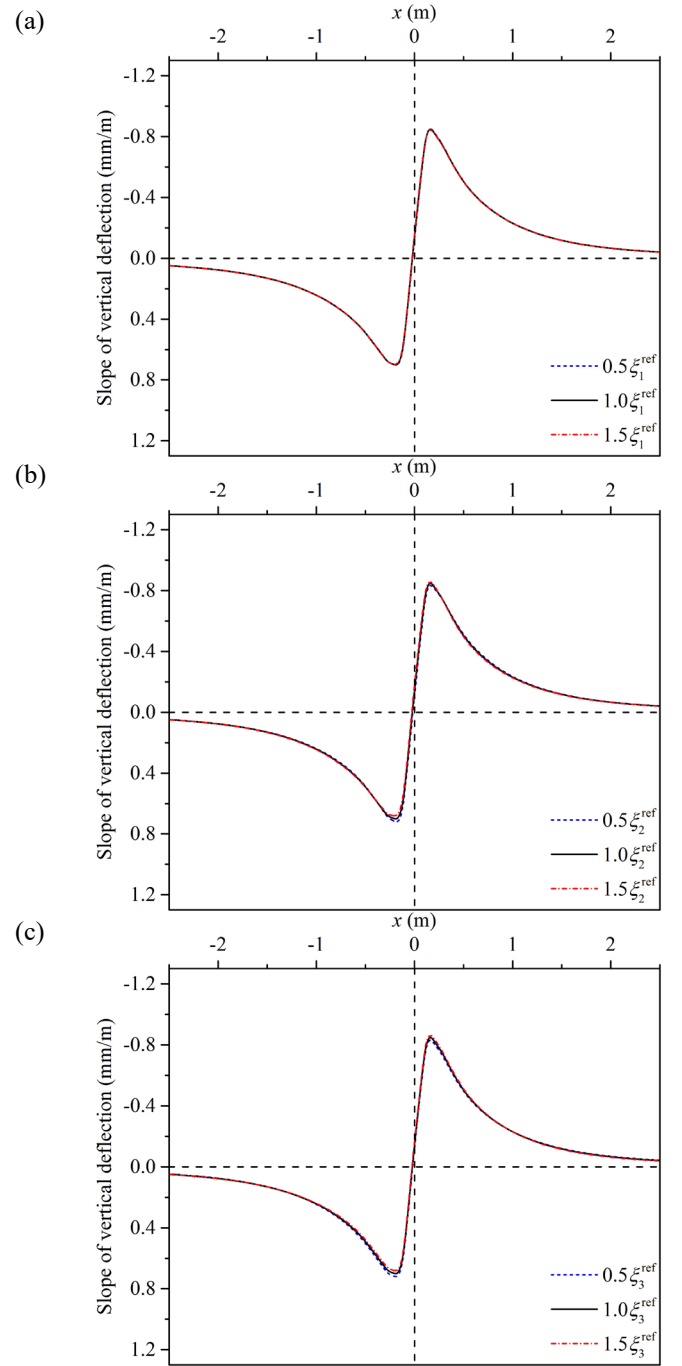 (a)
x (m)
-2 -1 0 1 2
-1.2
-0.8
-0.4
0.0
0.4
0.8
1.2
Slope of vertical deflection (mm/m)
0.5ξ₁ʳᵉᶠ
1.0ξ₁ʳᵉᶠ
1.5ξ₁ʳᵉᶠ
(b)
x (m)
-2 -1 0 1 2
-1.2
-0.8
-0.4
0.0
0.4
0.8
1.2
Slope of vertical deflection (mm/m)
0.5ξ₂ʳᵉᶠ
1.0ξ₂ʳᵉᶠ
1.5ξ₂ʳᵉᶠ
(c)
x (m)
-2 -1 0 1 2
-1.2
-0.8
-0.4
0.0
0.4
0.8
1.2
Slope of vertical deflection (mm/m)
0.5ξ₃ʳᵉᶠ
1.0ξ₃ʳᵉᶠ
1.5ξ₃ʳᵉᶠ